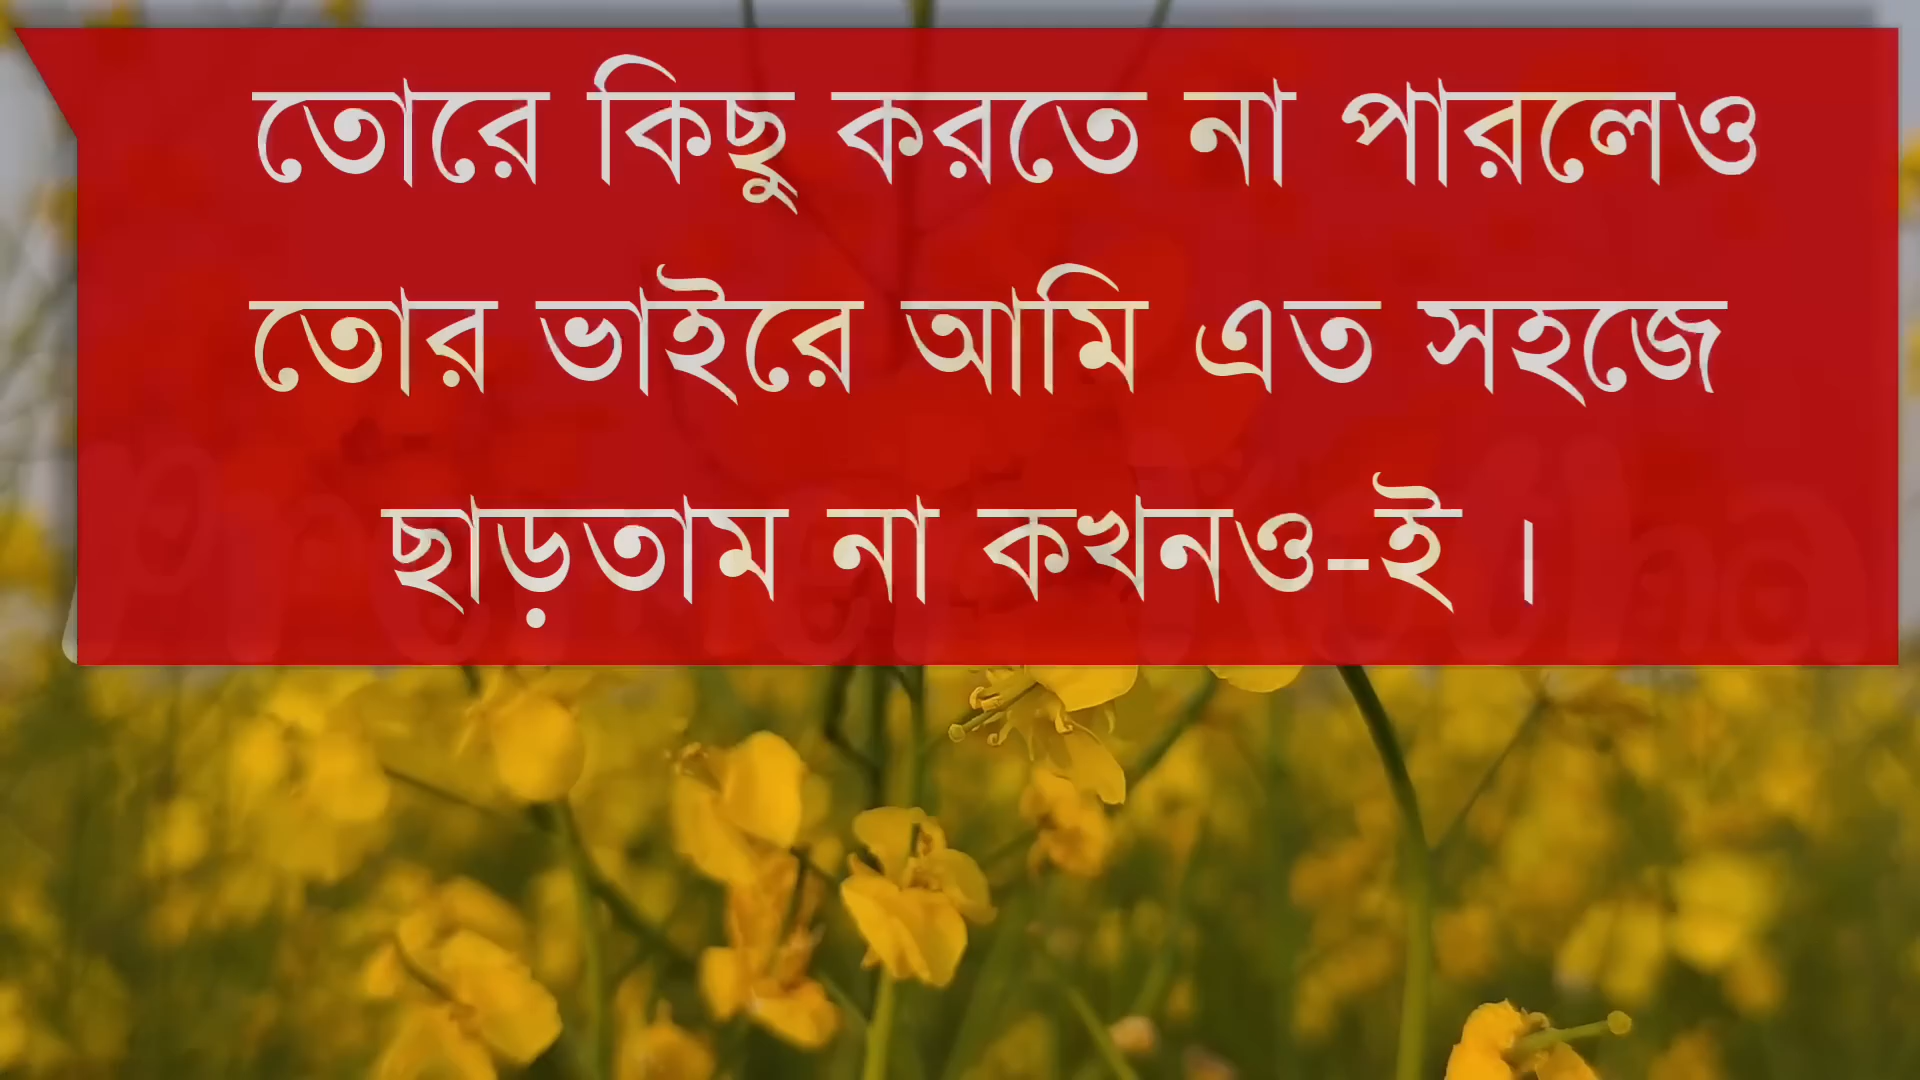 তোরে কিছু করতে না পারলেও
তোর ভাইরে আমি এত সহজে
ছাড়তাম না কখনও-ই ।